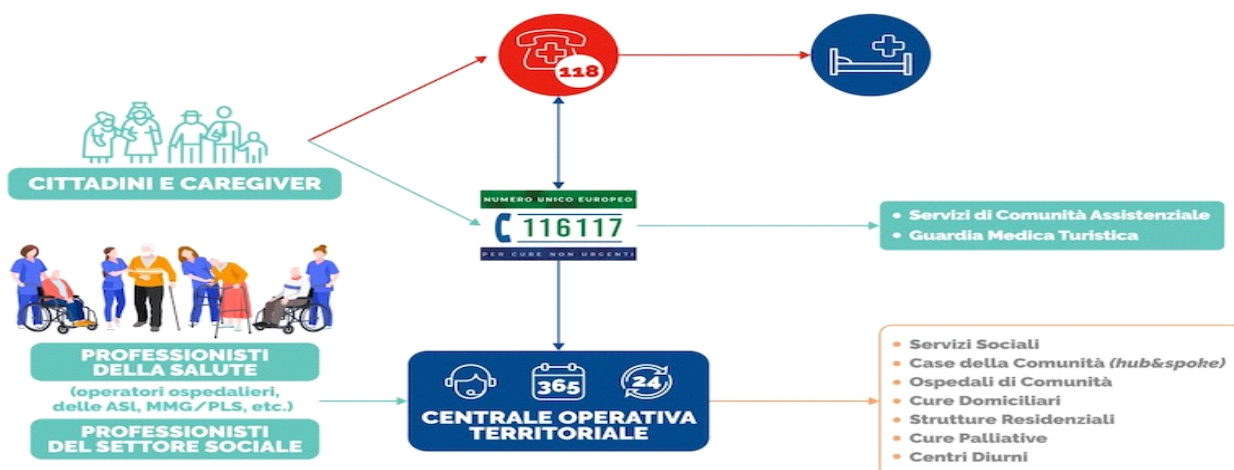 118
CITTADINI E CAREGIVER
NUMERO UNICO EUROPEO
116117
PER CURE NON URGENTI
• Servizi di Comunità Assistenziale
• Guardia Medica Turistica
PROFESSIONISTI
DELLA SALUTE
(operatori ospedalieri,
delle ASl, MMG/PLS, etc.)
PROFESSIONISTI
DEL SETTORE SOCIALE
365
24
CENTRALE OPERATIVA
TERRITORIALE
• Servizi Sociali
• Case della Comunità (hub&spoke)
• Ospedali di Comunità
• Cure Domiciliari
• Strutture Residenziali
• Cure Palliative
• Centri Diurni